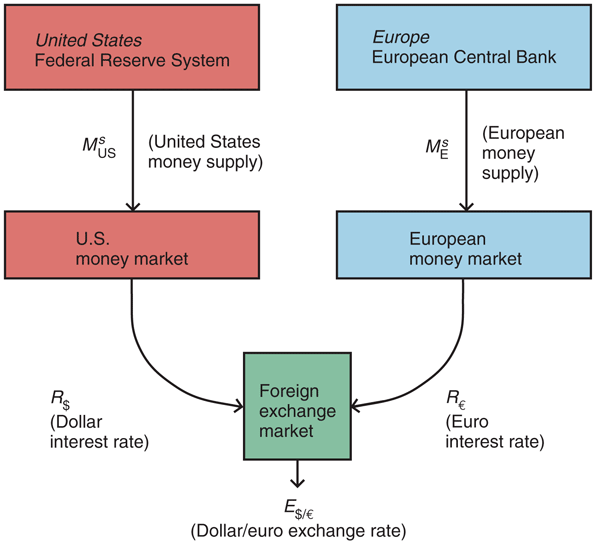 United States
Federal Reserve System
Europe
European Central Bank
M^s_US
(United States
money supply)
M^s_E
(European
money
supply)
U.S.
money market
European
money market
Foreign
exchange
market
R_$
(Dollar
interest rate)
R_€
(Euro
interest rate)
E_$/€
(Dollar/euro exchange rate)